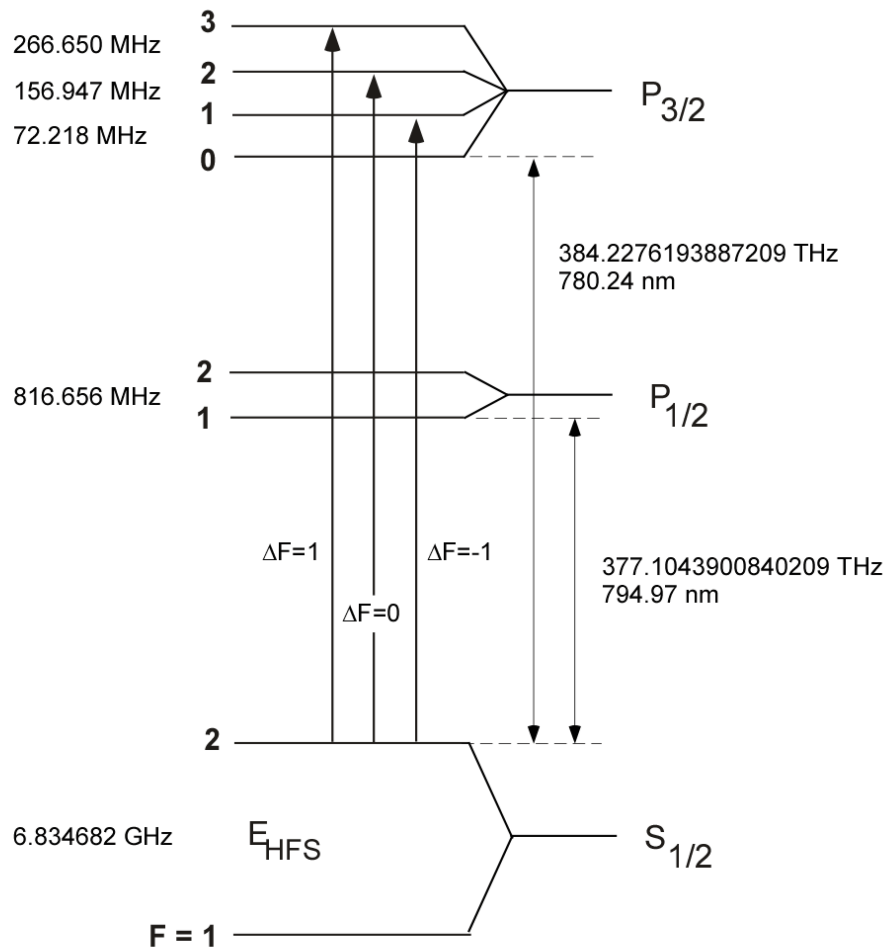 3
266.650 MHz
2
156.947 MHz
P3/2
1
72.218 MHz
0
384.2276193887209 THz
780.24 nm
2
816.656 MHz
P1/2
1
ΔF=1
ΔF=-1
377.1043900840209 THz
794.97 nm
ΔF=0
2
6.834682 GHz
EHFS
S1/2
F = 1